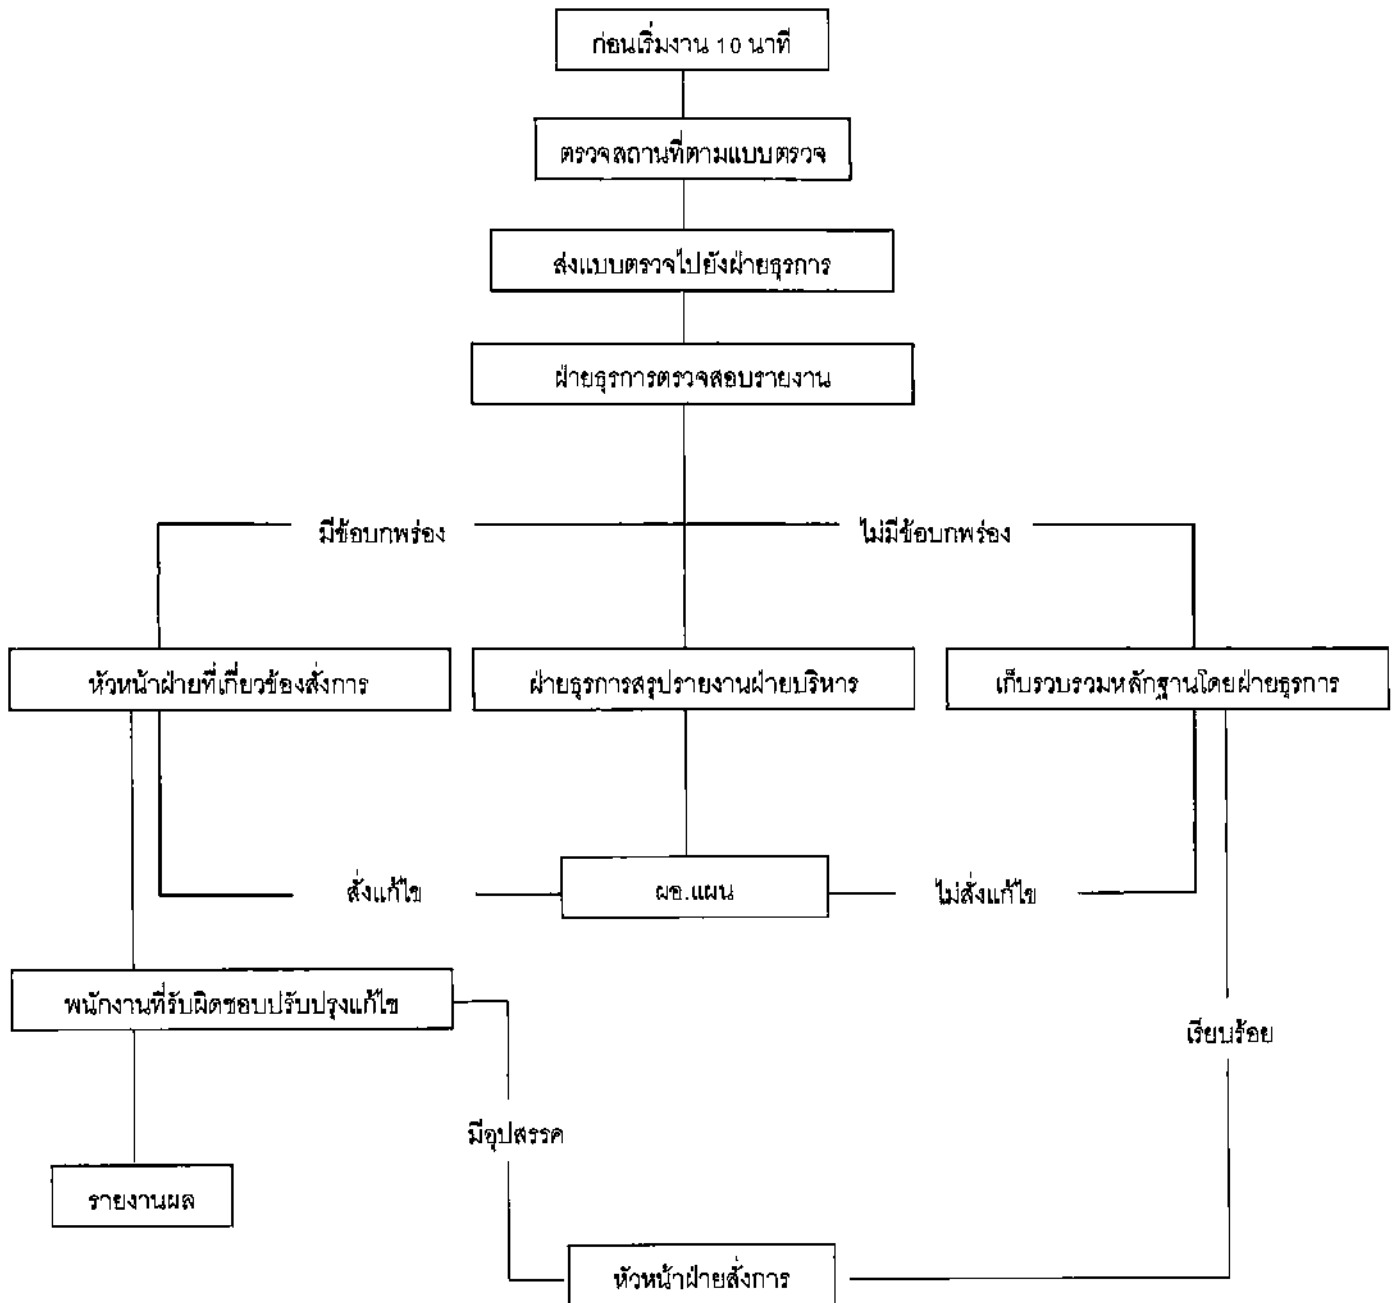 ก่อนเริ่มงาน 10 นาที
ตรวจสถานที่ตามแบบตรวจ
ส่งแบบตรวจไปยังฝ่ายธุรการ
ฝ่ายธุรการตรวจสอบรายงาน
มีข้อบกพร่อง
ไม่มีข้อบกพร่อง
หัวหน้าฝ่ายที่เกี่ยวข้องสั่งการ
ฝ่ายธุรการสรุปรายงานฝ่ายบริหาร
เก็บรวบรวมหลักฐานโดยฝ่ายธุรการ
สั่งแก้ไข
ผอ.แผน
ไม่สั่งแก้ไข
พนักงานที่รับผิดชอบปรับปรุงแก้ไข
เรียบร้อย
มีอุปสรรค
รายงานผล
หัวหน้าฝ่ายสั่งการ